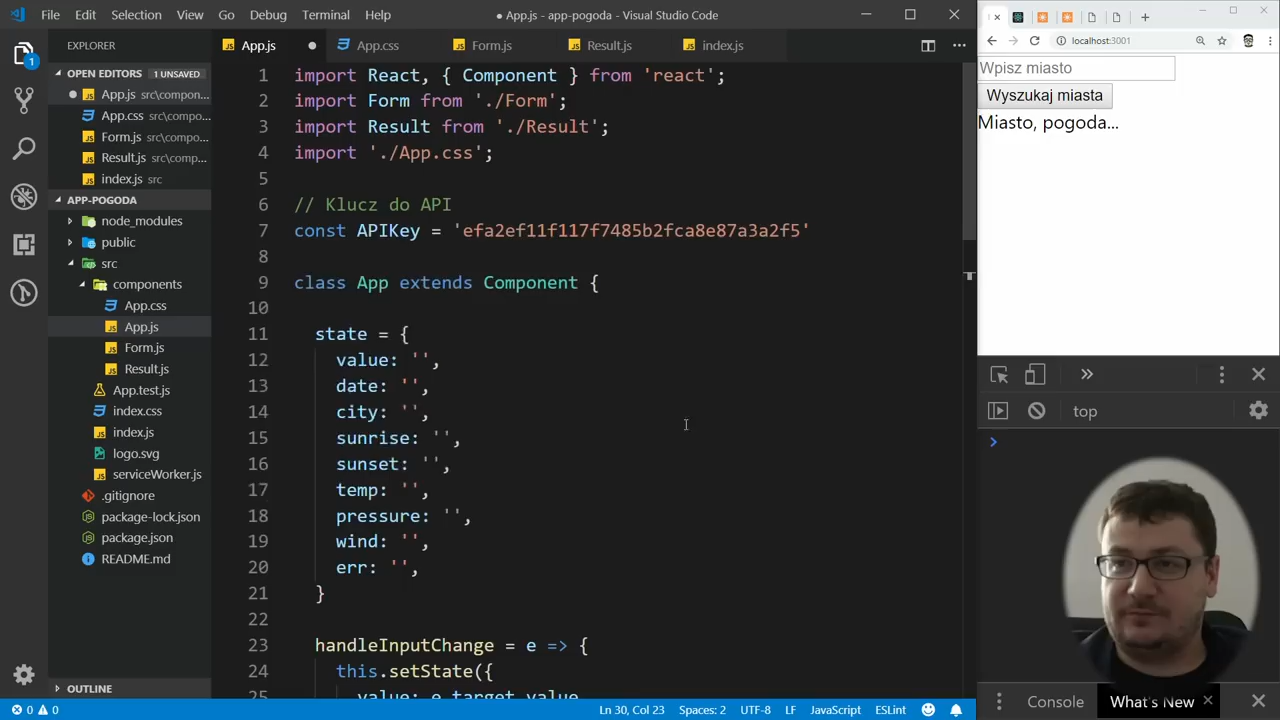 File Edit Selection View Go Debug Terminal Help
● App.js - app-pogoda - Visual Studio Code
EXPLORER
OPEN EDITORS 1 UNSAVED
App.js src\compon...
App.css src\compo...
Form.js src\compo...
Result.js src\comp...
index.js src
APP-POGODA
node_modules
public
src
components
App.css
App.js
Form.js
Result.js
App.test.js
index.css
index.js
logo.svg
serviceWorker.js
.gitignore
package-lock.json
package.json
README.md
OUTLINE
1
App.js App.css Form.js Result.js index.js
1 import React, { Component } from 'react';
2 import Form from './Form';
3 import Result from './Result';
4 import './App.css';
5
6 // Klucz do API
7 const APIKey = 'efa2ef11f117f7485b2fca8e87a3a2f5'
8
9 class App extends Component {
10
11 state = {
12 value: '',
13 date: '',
14 city: '',
15 sunrise: '',
16 sunset: '',
17 temp: '',
18 pressure: '',
19 wind: '',
20 err: '',
21 }
22
23 handleInputChange = e => {
24 this.setState({
25 value: e.target.value
0 0 Ln 30, Col 23 Spaces: 2 UTF-8 LF JavaScript ESLint
localhost:3001
Wpisz miasto
Wyszukaj miasta
Miasto, pogoda...
top
Console What's New